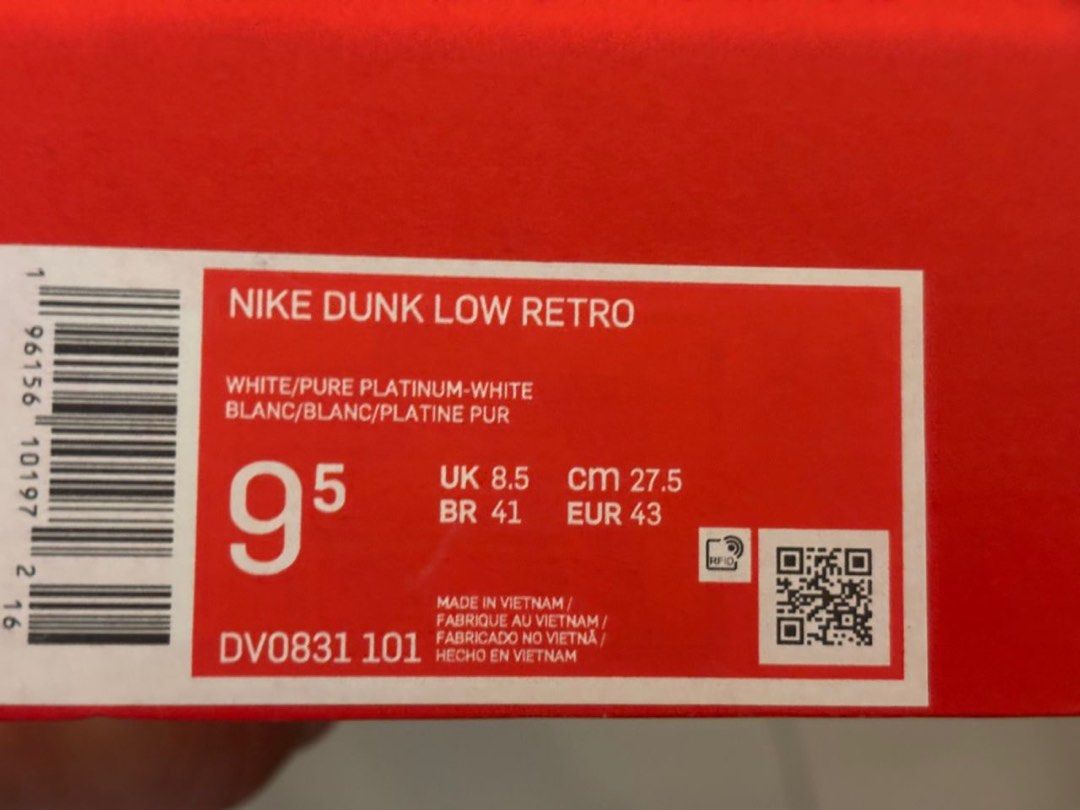 NIKE DUNK LOW RETRO
WHITE/PURE PLATINUM-WHITE
BLANC/BLANC/PLATINE PUR
9⁵
UK 8.5 cm 27.5
BR 41 EUR 43
RFID
MADE IN VIETNAM /
FABRIQUE AU VIETNAM /
FABRICADO NO VIETNÃ /
HECHO EN VIETNAM
DV0831 101
1 96156 10197 2 16